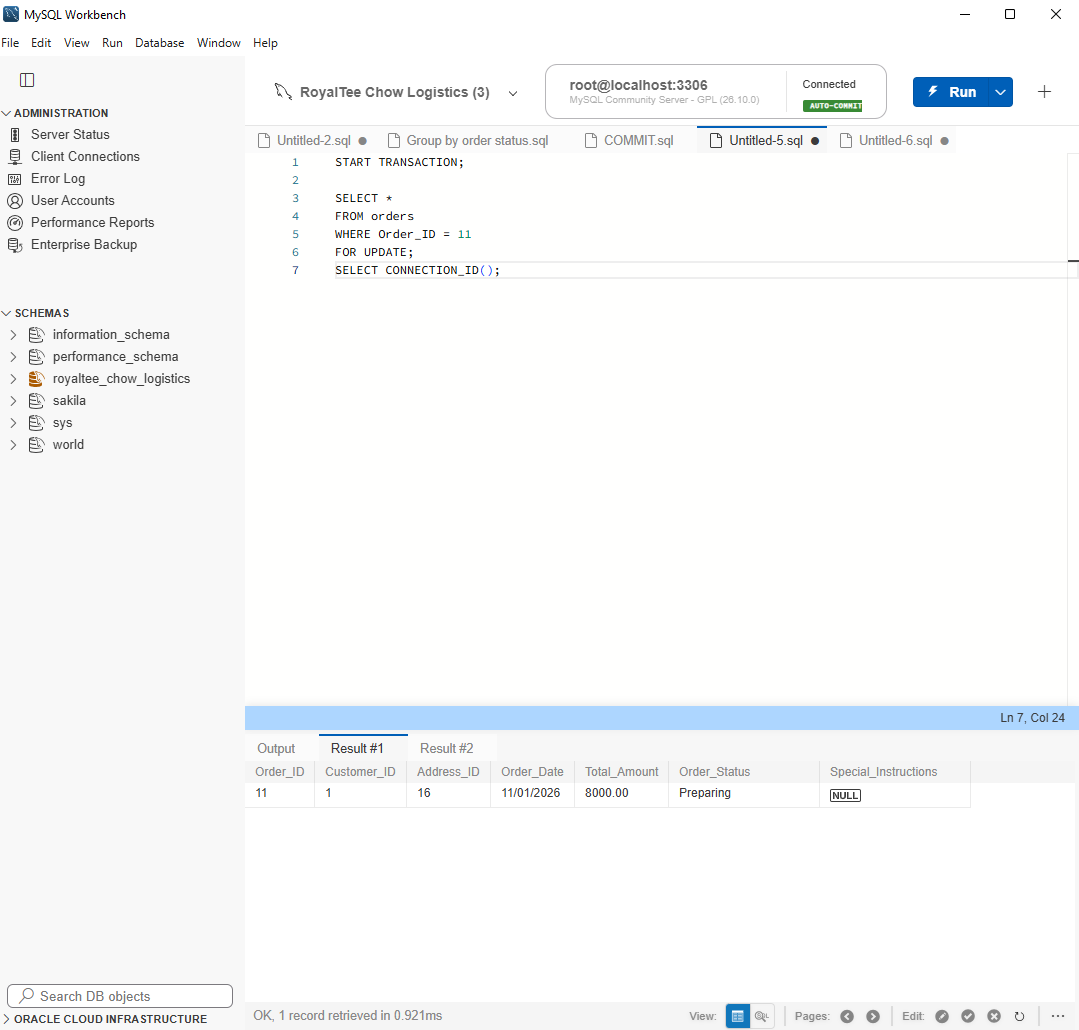 MySQL Workbench
File Edit View Run Database Window Help
ADMINISTRATION
Server Status
Client Connections
Error Log
User Accounts
Performance Reports
Enterprise Backup
SCHEMAS
information_schema
performance_schema
royaltee_chow_logistics
sakila
sys
world
Search DB objects
ORACLE CLOUD INFRASTRUCTURE
RoyalTee Chow Logistics (3)
root@localhost:3306
MySQL Community Server - GPL (26.10.0)
Connected
AUTO-COMMIT
Run
Untitled-2.sql Group by order status.sql COMMIT.sql Untitled-5.sql Untitled-6.sql
1 START TRANSACTION;
2
3 SELECT *
4 FROM orders
5 WHERE Order_ID = 11
6 FOR UPDATE;
7 SELECT CONNECTION_ID();
Ln 7, Col 24
Output Result #1 Result #2
Order_ID Customer_ID Address_ID Order_Date Total_Amount Order_Status Special_Instructions
11 1 16 11/01/2026 8000.00 Preparing NULL
OK, 1 record retrieved in 0.921ms View: Pages: Edit: